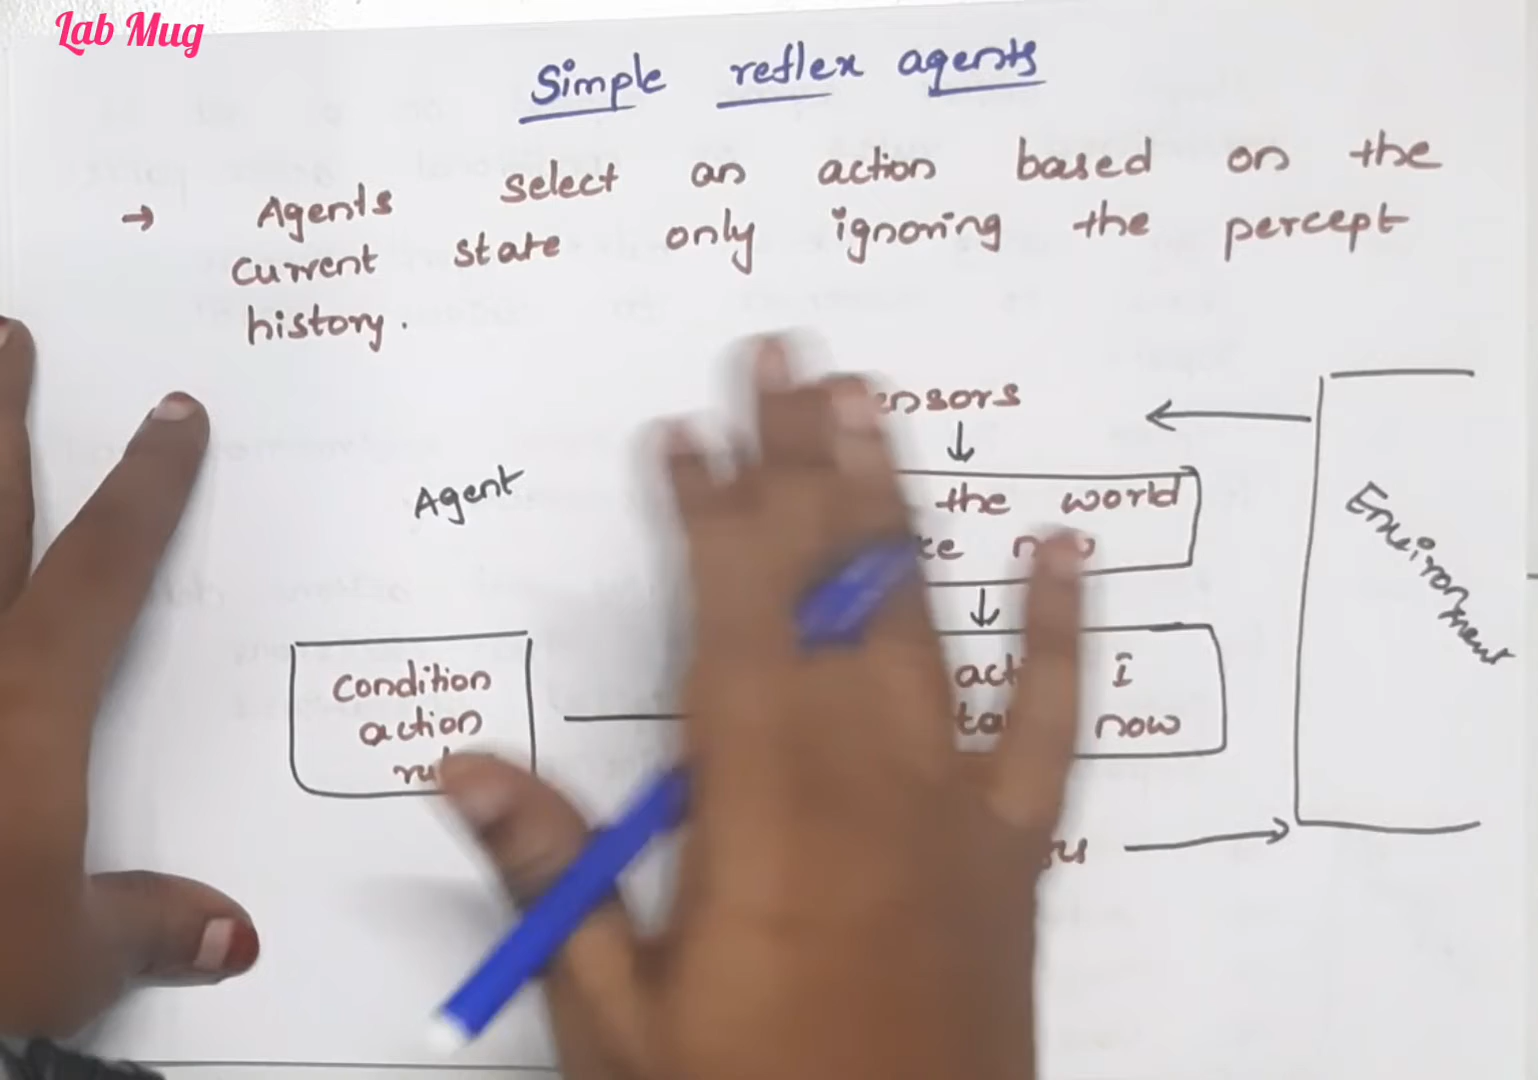 Lab Mug
Simple reflex agents
→ Agents select an action based on the
current state only ignoring the percept
history.
Agent
the world
Environment
Condition
action
I
now